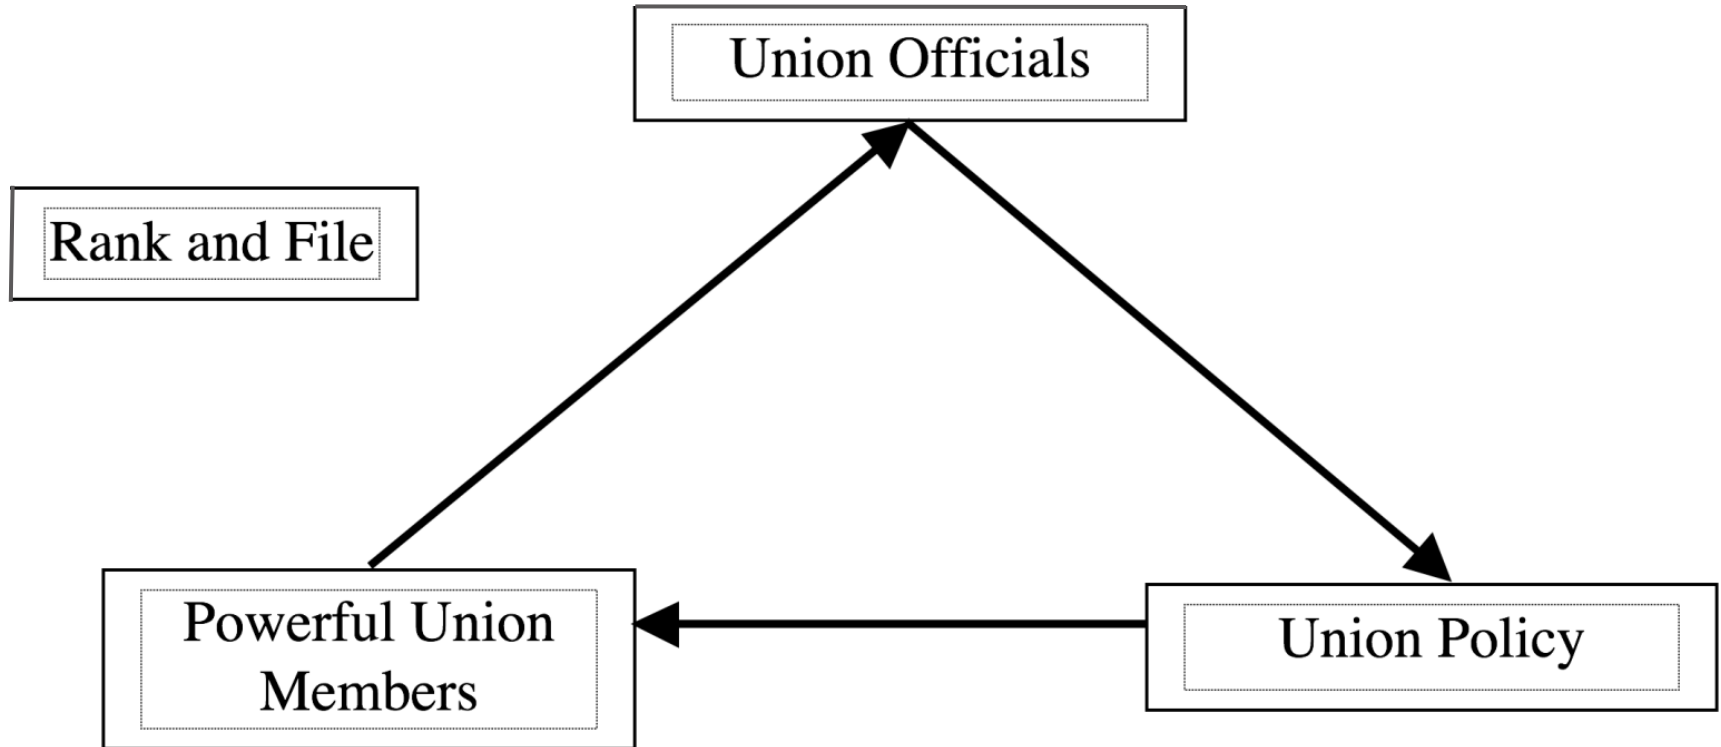 Union Officials
Rank and File
Powerful Union
Members
Union Policy